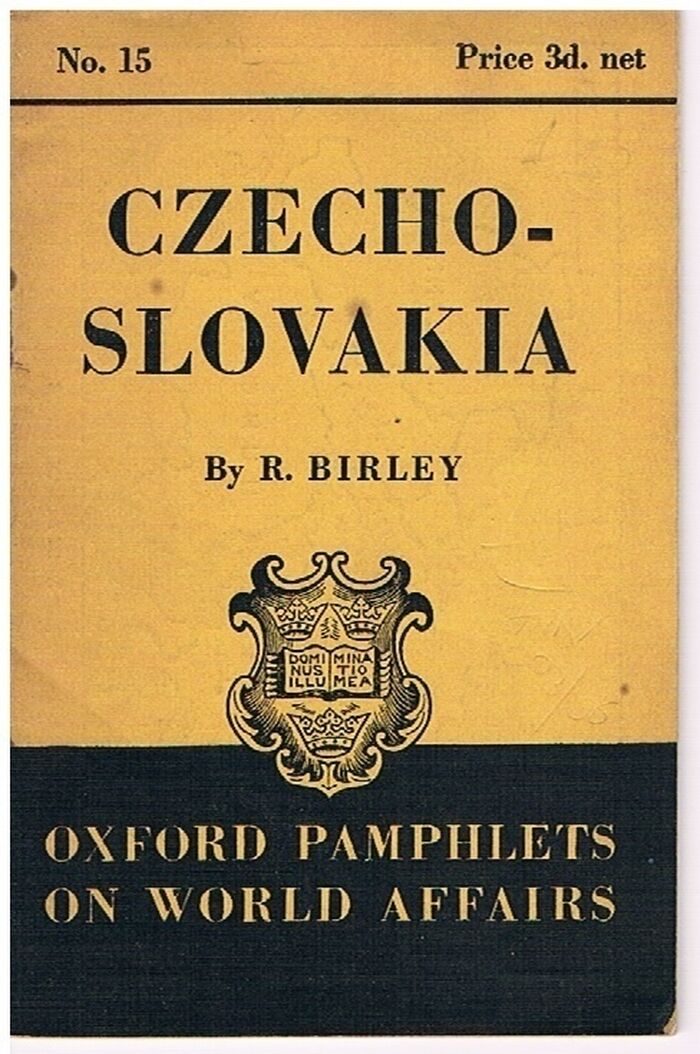 No. 15 Price 3d. net
CZECHO-
SLOVAKIA
By R. BIRLEY
DOMI MINA
NUS TIO
ILLU MEA
OXFORD PAMPHLETS
ON WORLD AFFAIRS